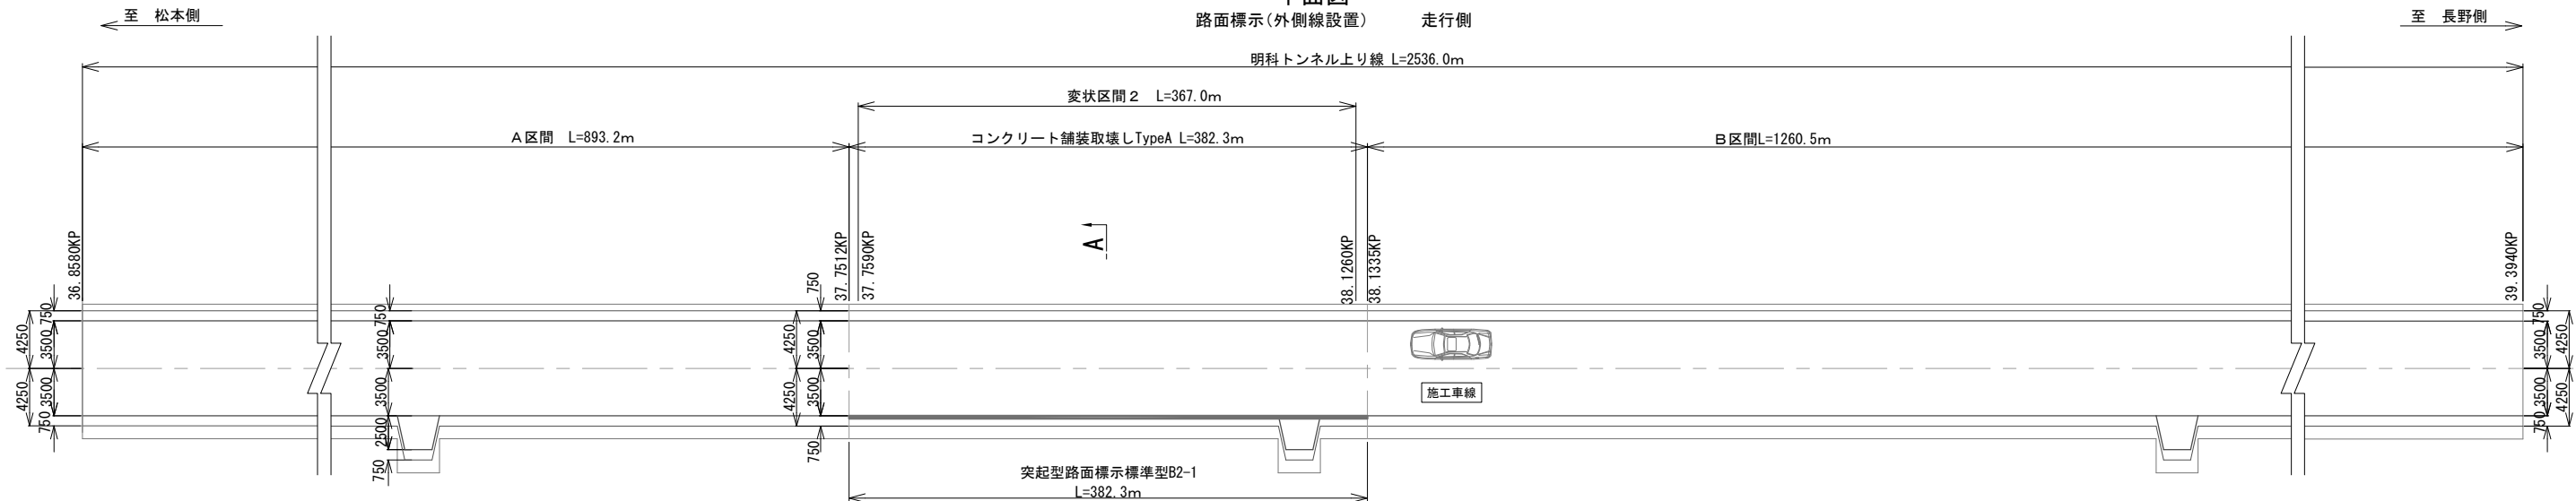 至 松本側
路面標示(外側線設置) 走行側
至 長野側
明科トンネル上り線 L=2536.0m
変状区間2 L=367.0m
A区間 L=893.2m
コンクリート舗装取壊しTypeA L=382.3m
B区間L=1260.5m
36.8580KP
37.7512KP
37.7590KP
38.1260KP
38.1335KP
39.3940KP
A
750
4250
3500
4250
3500
750
750
3500
3500
2500
750
750
4250
3500
4250
3500
750
750
3500
4250
3500
4250
750
施工車線
突起型路面標示標準型B2-1
L=382.3m